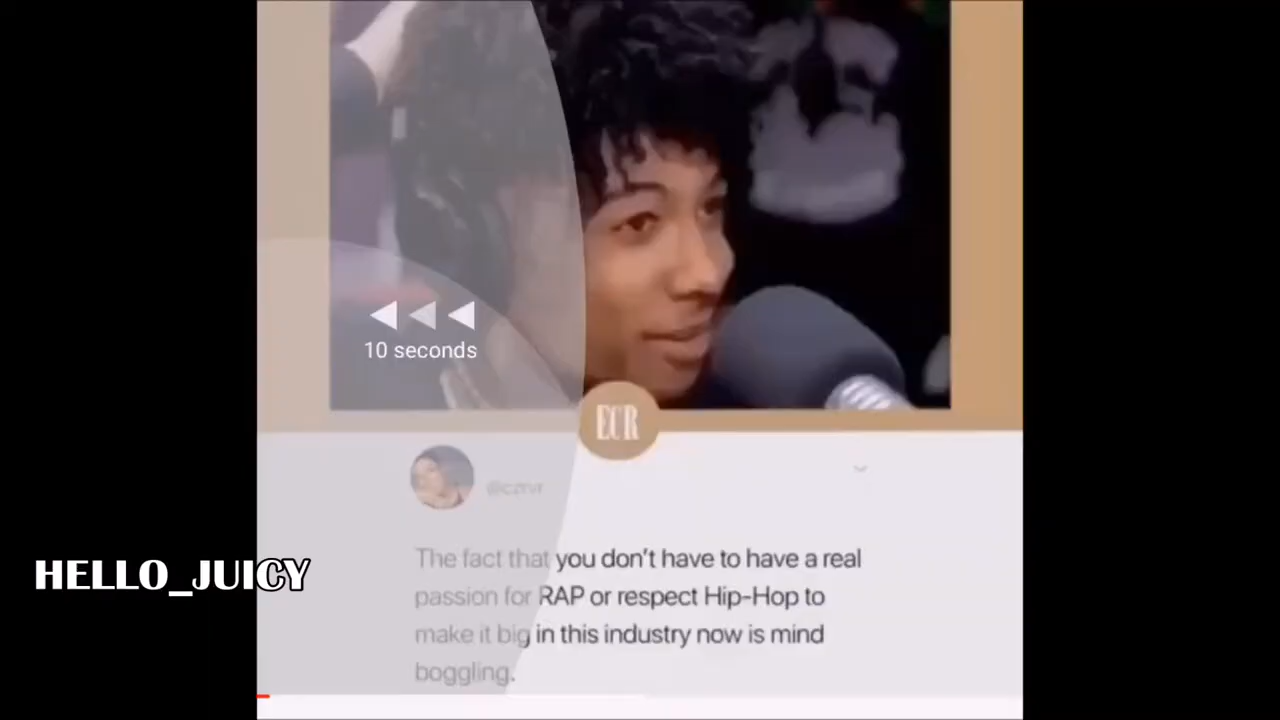 10 seconds
ECR
@czrvr
The fact that you don't have to have a real
passion for RAP or respect Hip-Hop to
make it big in this industry now is mind
boggling.
HELLO_JUICY